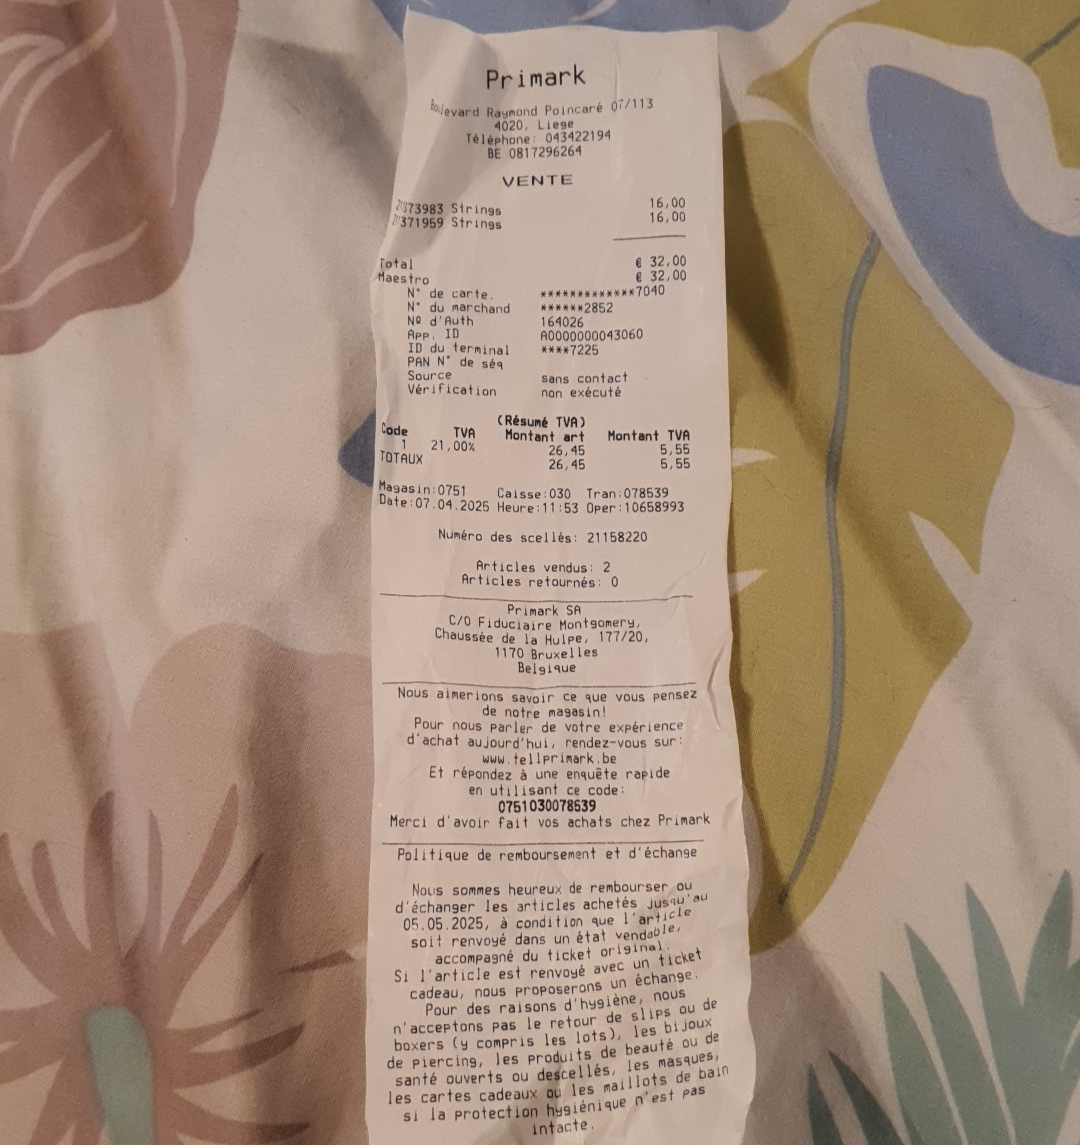 Primark
Boulevard Raymond Poincaré 07/113
4020, Liege
Téléphone: 043422194
BE 0817296264
VENTE
73983 Strings 16,00
371959 Strings 16,00
Total € 32,00
Maestro € 32,00
N° de carte. *************7040
N° du marchand ******2852
Nº d'Auth 164026
App. ID A0000000043060
ID du terminal ****7225
PAN N° de séq
Source sans contact
Vérification non exécuté
(Résumé TVA)
Code TVA Montant art Montant TVA
1 21,00% 26,45 5,55
TOTAUX 26,45 5,55
Magasin:0751 Caisse:030 Tran:078539
Date:07.04.2025 Heure:11:53 Oper:10658993
Numéro des scellés: 21158220
Articles vendus: 2
Articles retournés: 0
Primark SA
C/O Fiduciaire Montgomery,
Chaussée de la Hulpe, 177/20,
1170 Bruxelles
Belgique
Nous aimerions savoir ce que vous pensez
de notre magasin!
Pour nous parler de votre expérience
d'achat aujourd'hui, rendez-vous sur:
www.tellprimark.be
Et répondez à une enquête rapide
en utilisant ce code:
0751030078539
Merci d'avoir fait vos achats chez Primark
Politique de remboursement et d'échange
Nous sommes heureux de rembourser ou
d'échanger les articles achetés jusqu'au
05.05.2025, à condition que l'article
soit renvoyé dans un état vendable,
accompagné du ticket original.
Si l'article est renvoyé avec un ticket
cadeau, nous proposerons un échange.
Pour des raisons d'hygiène, nous
n'acceptons pas le retour de slips ou de
boxers (y compris les lots), les bijoux
de piercing, les produits de beauté ou de
santé ouverts ou descellés, les masques,
les cartes cadeaux ou les maillots de bain
si la protection hygiénique n'est pas
intacte.